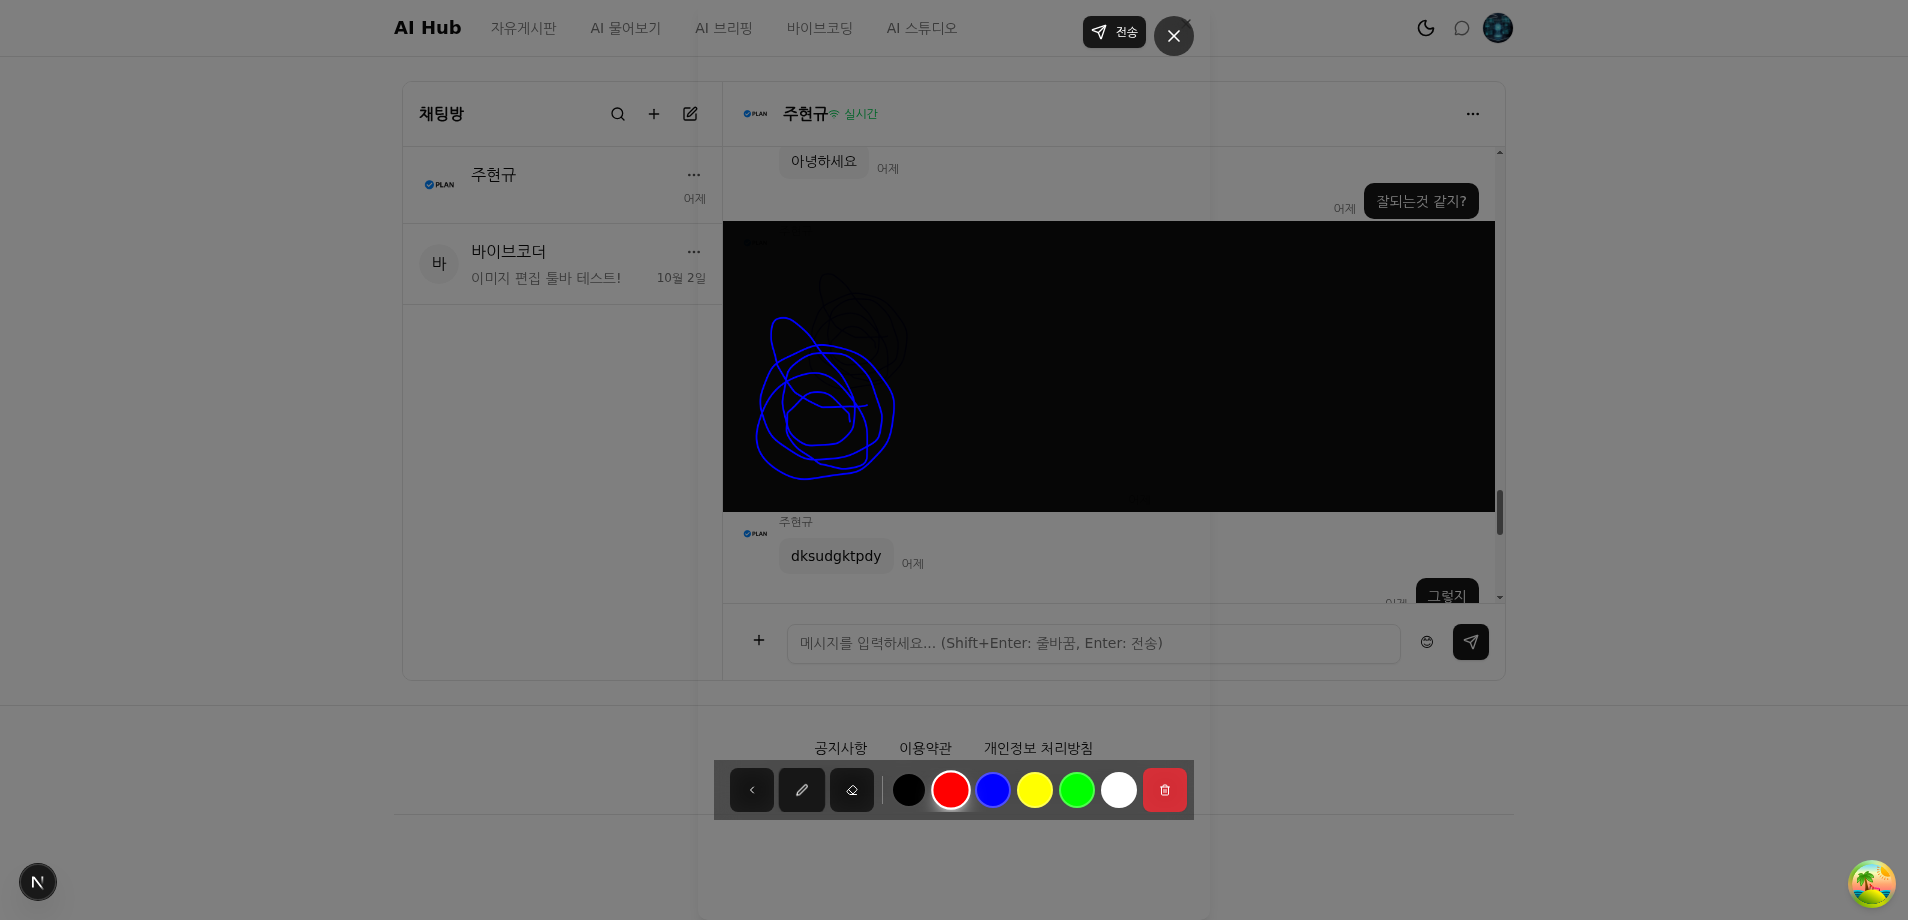 AI Hub 자유게시판 AI 물어보기 AI 브리핑 바이브코딩 AI 스튜디오 전송
채팅방
PLAN 주현규
어제
바 바이브코더
이미지 편집 툴바 테스트! 10월 2일
PLAN 주현규 실시간
아녕하세요 어제
어제 잘되는것 같지?
주현규
PLAN
dksudgktpdy 어제
어제 그렇지
메시지를 입력하세요... (Shift+Enter: 줄바꿈, Enter: 전송)
공지사항 이용약관 개인정보 처리방침
N